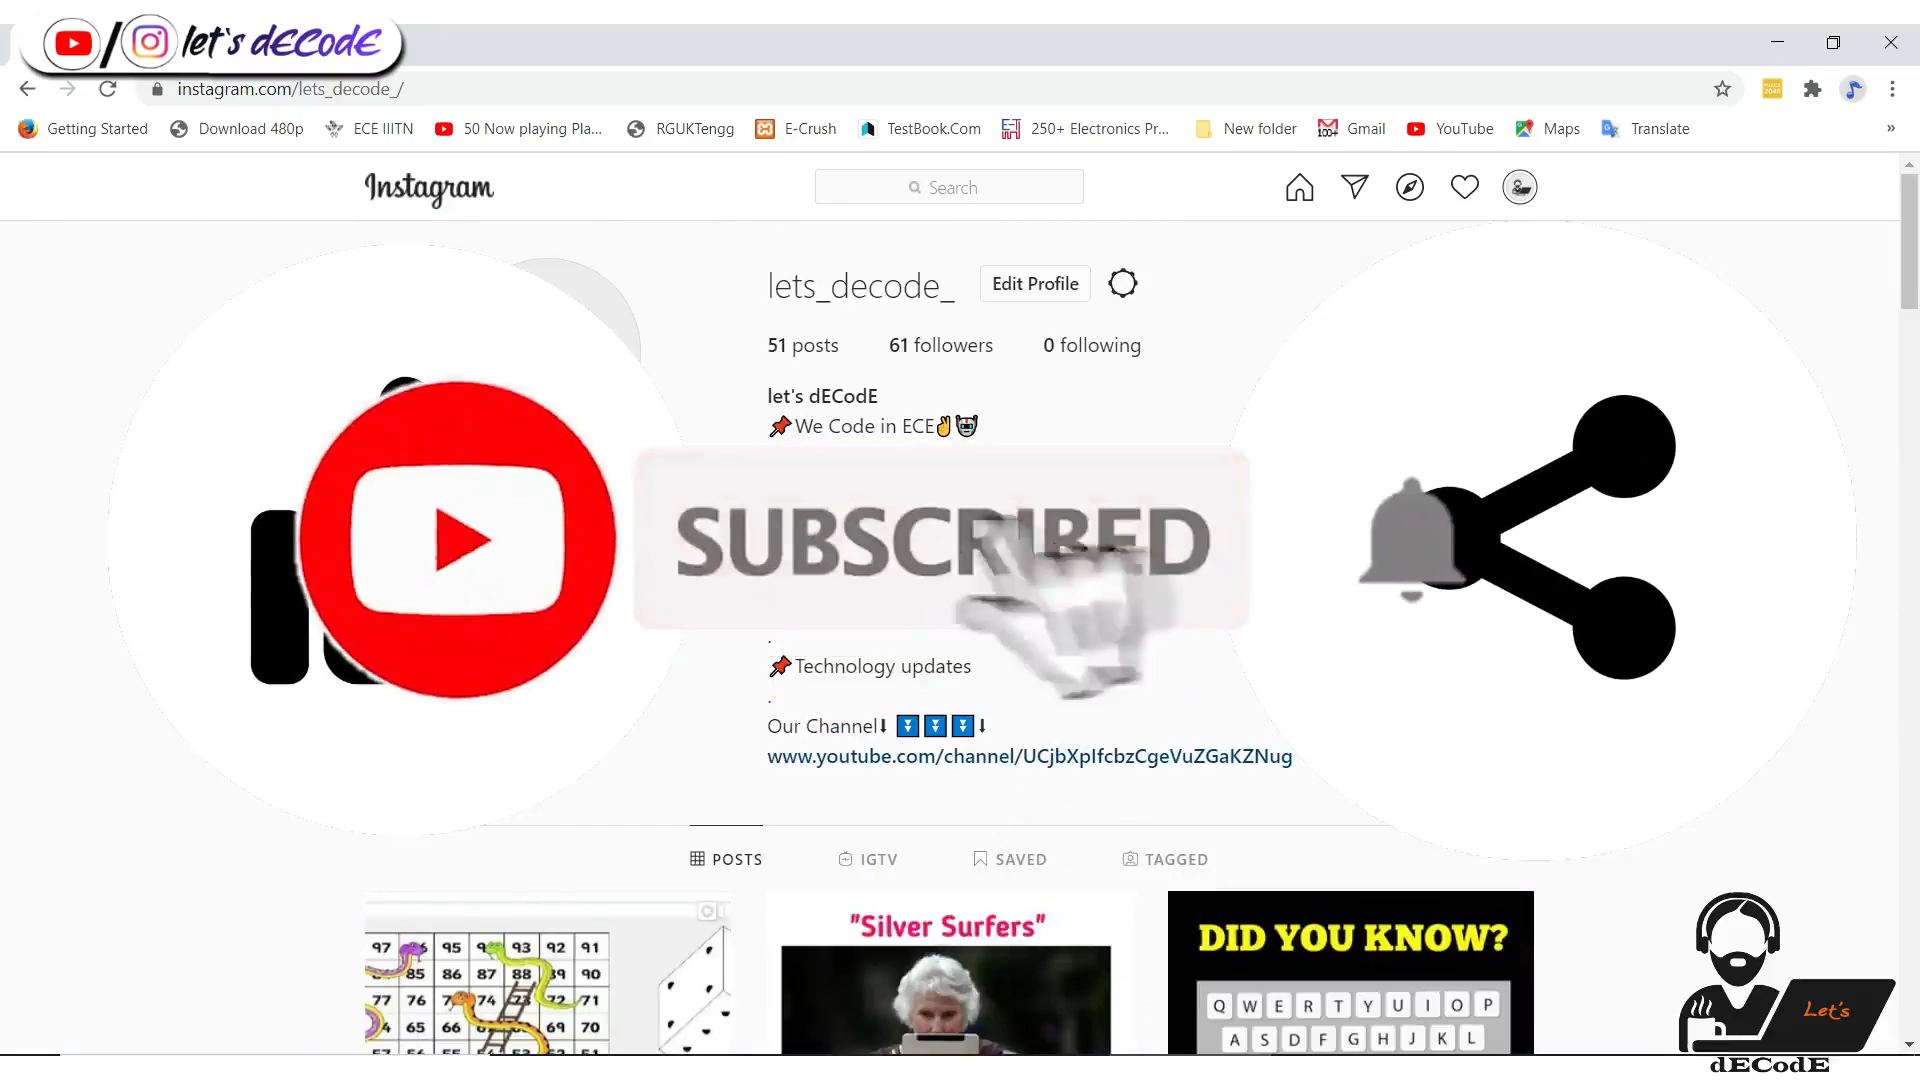 let's dECodE
instagram.com/lets_decode_/
Getting Started
Download 480p
ECE IIITN
50 Now playing Pla...
RGUKTengg
E-Crush
TestBook.Com
250+ Electronics Pr...
New folder
Gmail
YouTube
Maps
Translate
»
Instagram
Search
lets_decode_
Edit Profile
51 posts
61 followers
0 following
let's dECodE
📌We Code in ECE✌🤖
SUBSCRIBED
.
📌Technology updates
.
Our Channel⬇ ⏬⏬⏬⬇
www.youtube.com/channel/UCjbXpIfcbzCgeVuZGaKZNug
POSTS
IGTV
SAVED
TAGGED
97 95 93 92 91
85 86 87 88 90
77 74 71
65 66 69 70
"Silver Surfers"
DID YOU KNOW?
Q W E R T Y U I O P
A S D F G H J K L
Let's
dECodE